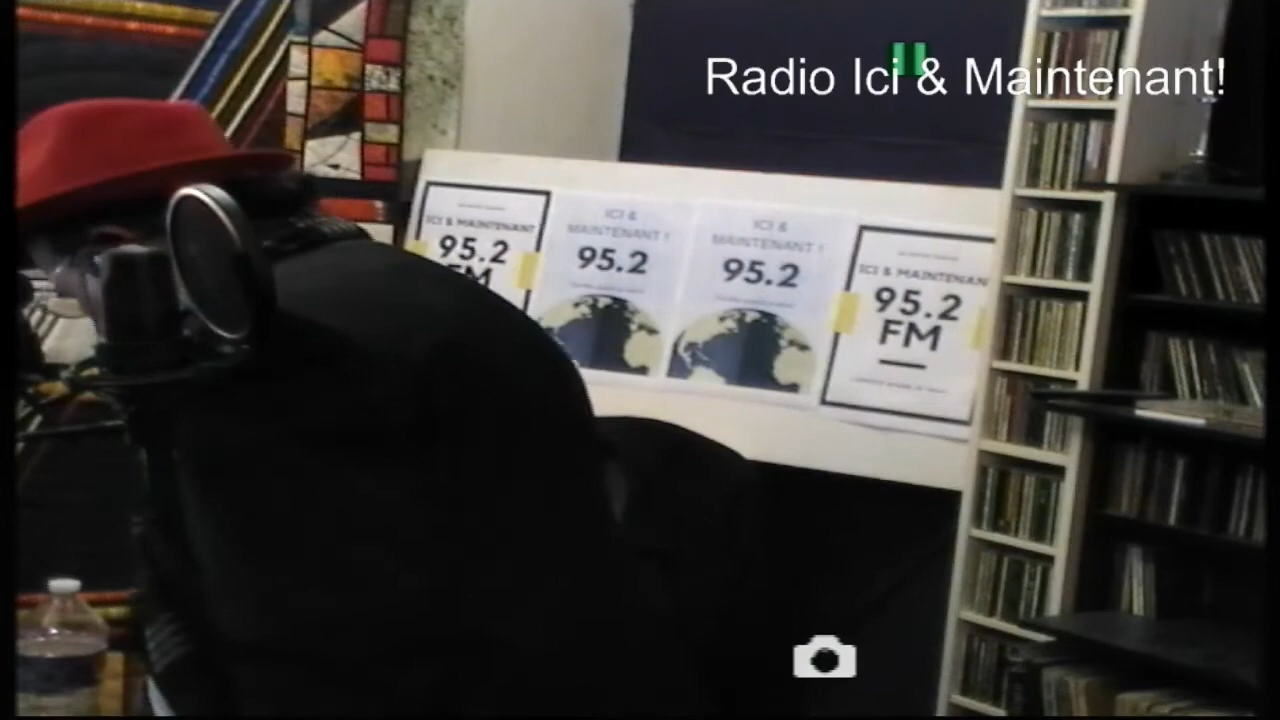 Radio Ici & Maintenant!
ICI & MAINTENANT
95.2
FM
ICI &
MAINTENANT !
95.2
ICI &
MAINTENANT !
95.2
ICI & MAINTENAN
95.2
FM